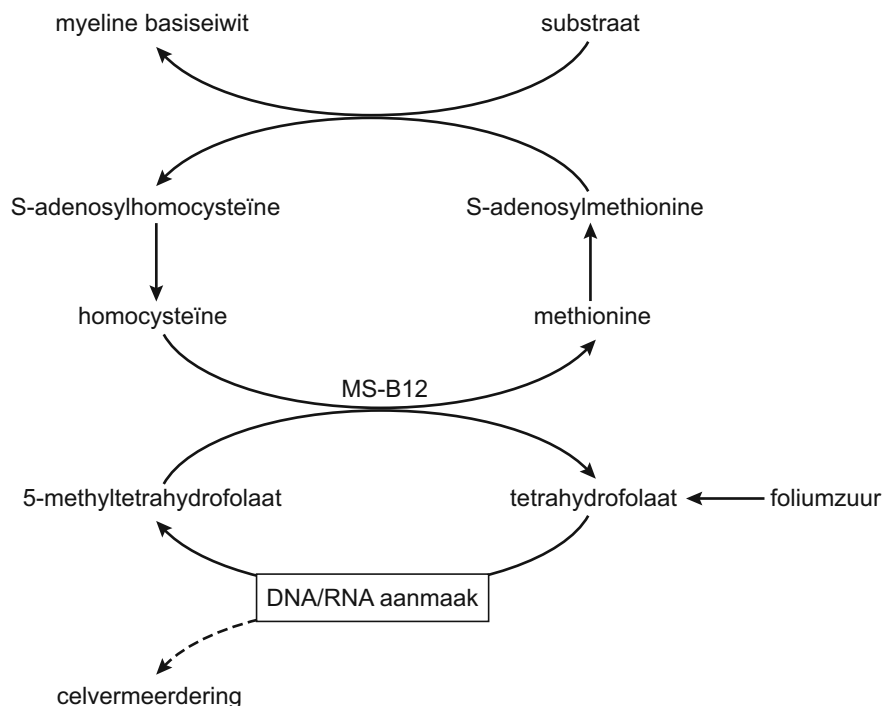 myeline basiseiwit
substraat
S-adenosylhomocysteïne
S-adenosylmethionine
homocysteïne
methionine
MS-B12
5-methyltetrahydrofolaat
tetrahydrofolaat
foliumzuur
DNA/RNA aanmaak
celvermeerdering